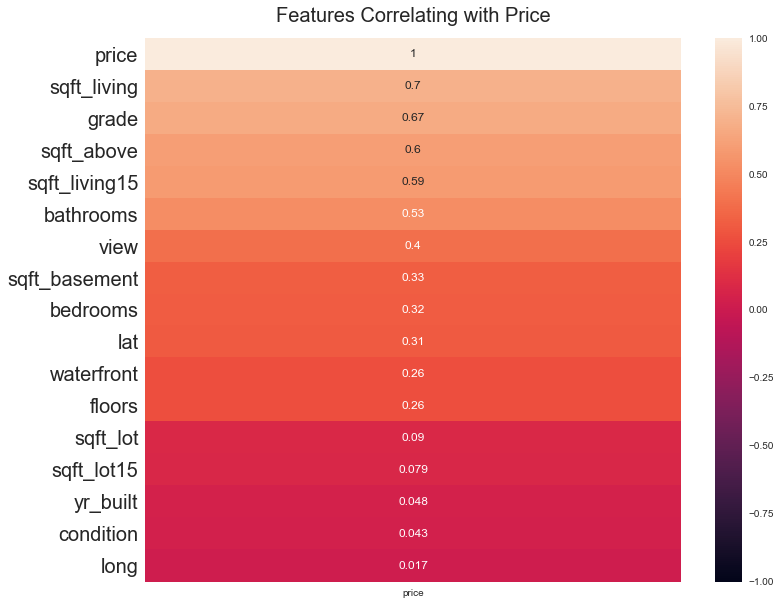 Features Correlating with Price
price 1
sqft_living 0.7
grade 0.67
sqft_above 0.6
sqft_living15 0.59
bathrooms 0.53
view 0.4
sqft_basement 0.33
bedrooms 0.32
lat 0.31
waterfront 0.26
floors 0.26
sqft_lot 0.09
sqft_lot15 0.079
yr_built 0.048
condition 0.043
long 0.017
price
1.00
0.75
0.50
0.25
0.00
−0.25
−0.50
−0.75
−1.00